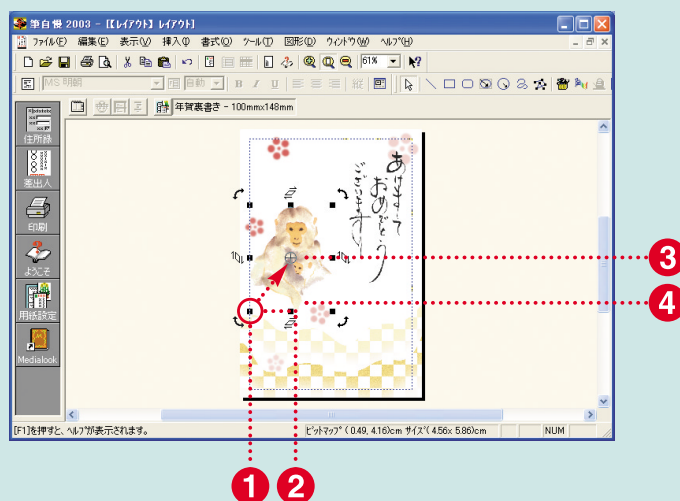 筆自慢 2003 - [【レイアウト】 レイアウト]
ファイル(F) 編集(E) 表示(V) 挿入(I) 書式(O) ツール(T) 図形(D) ウィンドウ(W) ヘルプ(H)
61%
MS 明朝 自動 B I U 縦
年賀裏書き - 100mmx148mm
住所録
差出人
印刷
ようこそ
用紙設定
Medialook
あけまして
おめでとう
ございます
3
4
[F1]を押すと、ヘルプが表示されます。
ビットマップ ( 0.49, 4.16)cm サイズ( 4.56x 5.86)cm
NUM
1 2